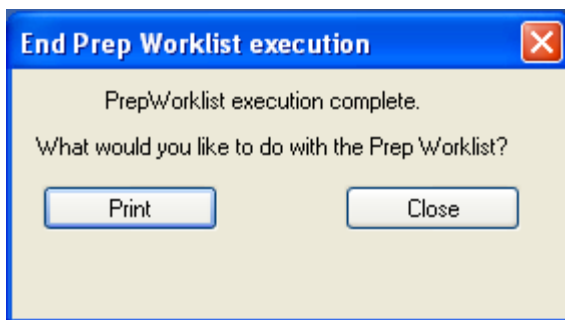 End Prep Worklist execution
PrepWorklist execution complete.
What would you like to do with the Prep Worklist?
Print
Close